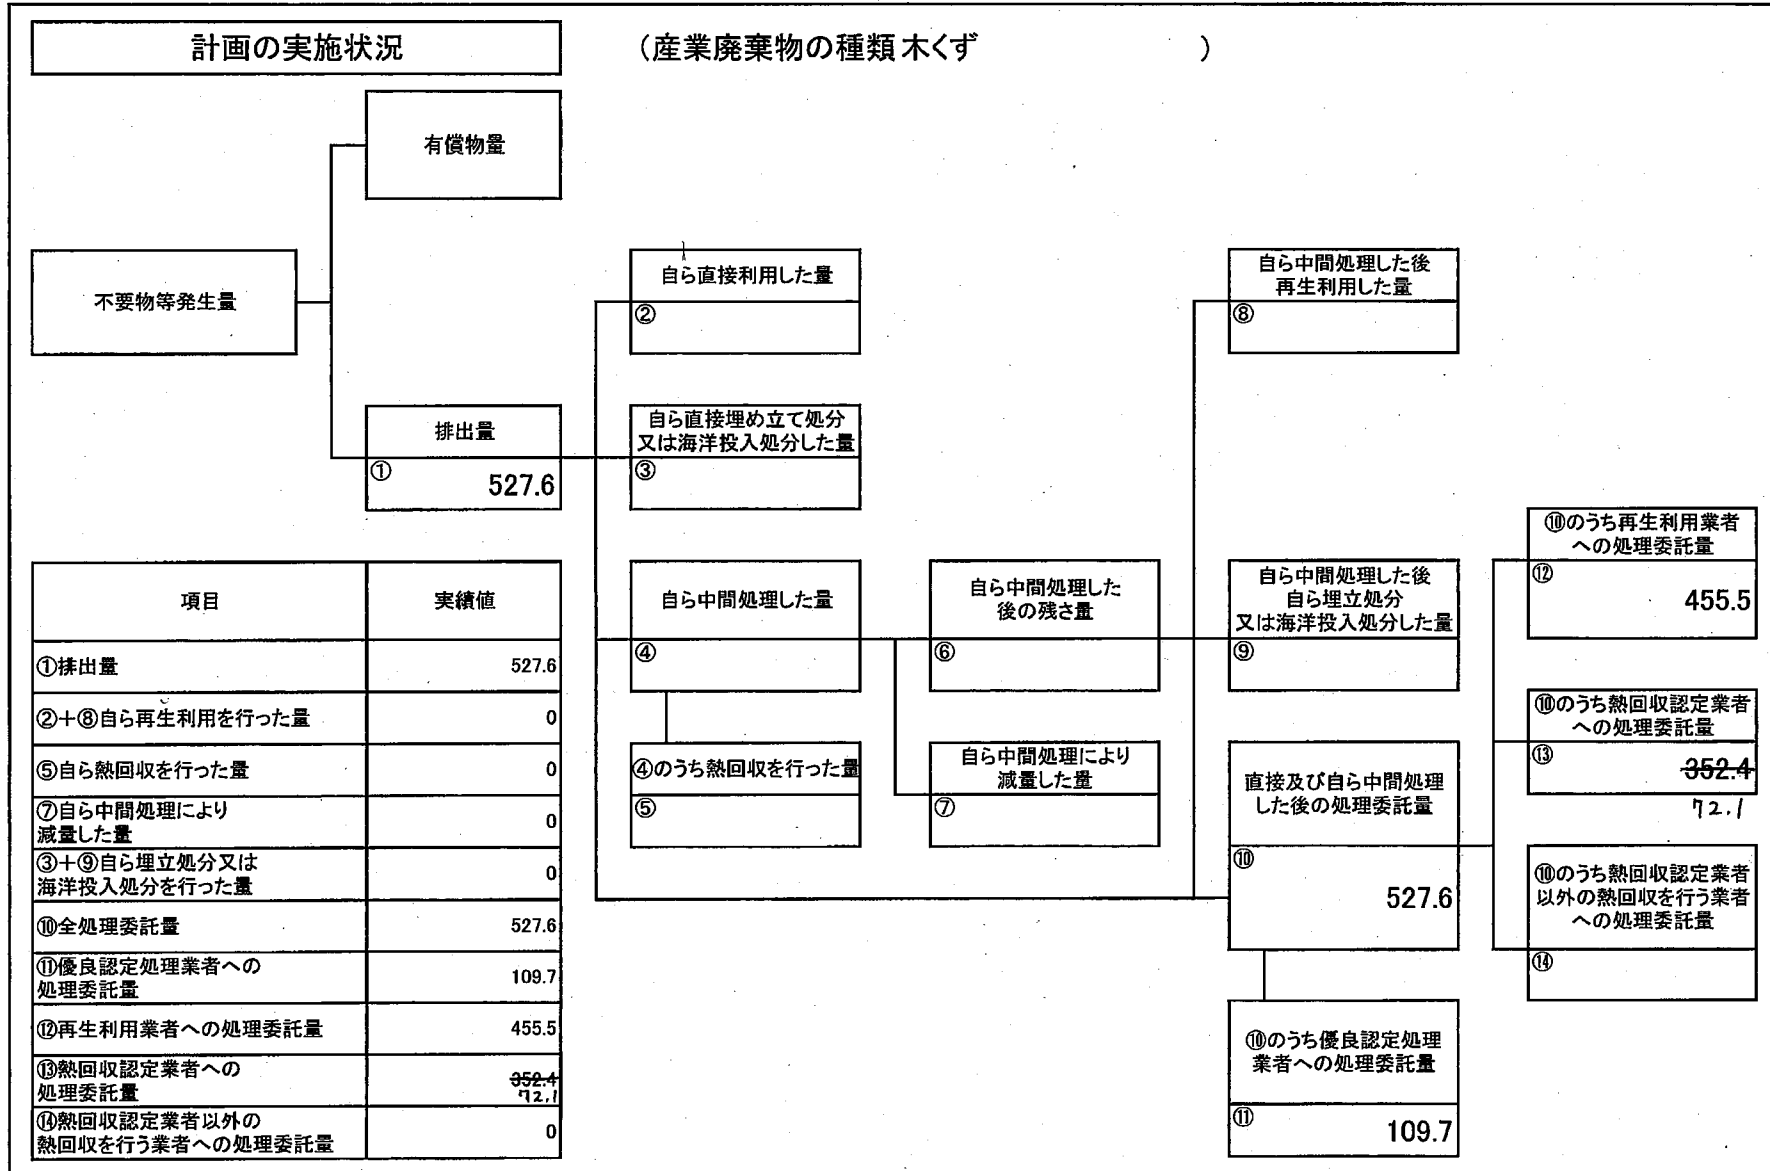 計画の実施状況
(産業廃棄物の種類 木くず )
有償物量
不要物等発生量
排出量
①
527.6
自ら直接利用した量
②
自ら直接埋め立て処分
又は海洋投入処分した量
③
自ら中間処理した量
④
④のうち熱回収を行った量
⑤
自ら中間処理した
後の残さ量
⑥
自ら中間処理により
減量した量
⑦
自ら中間処理した後
再生利用した量
⑧
自ら中間処理した後
自ら埋立処分
又は海洋投入処分した量
⑨
直接及び自ら中間処理
した後の処理委託量
⑩
527.6
⑩のうち優良認定処理
業者への処理委託量
⑪
109.7
⑩のうち再生利用業者
への処理委託量
⑫
455.5
⑩のうち熱回収認定業者
への処理委託量
⑬
352.4
72.1
⑩のうち熱回収認定業者
以外の熱回収を行う業者
への処理委託量
⑭
項目 実績値
①排出量 527.6
②+⑧自ら再生利用を行った量 0
⑤自ら熱回収を行った量 0
⑦自ら中間処理により
減量した量 0
③+⑨自ら埋立処分又は
海洋投入処分を行った量 0
⑩全処理委託量 527.6
⑪優良認定処理業者への
処理委託量 109.7
⑫再生利用業者への処理委託量 455.5
⑬熱回収認定業者への
処理委託量 352.4
72.1
⑭熱回収認定業者以外の
熱回収を行う業者への処理委託量 0